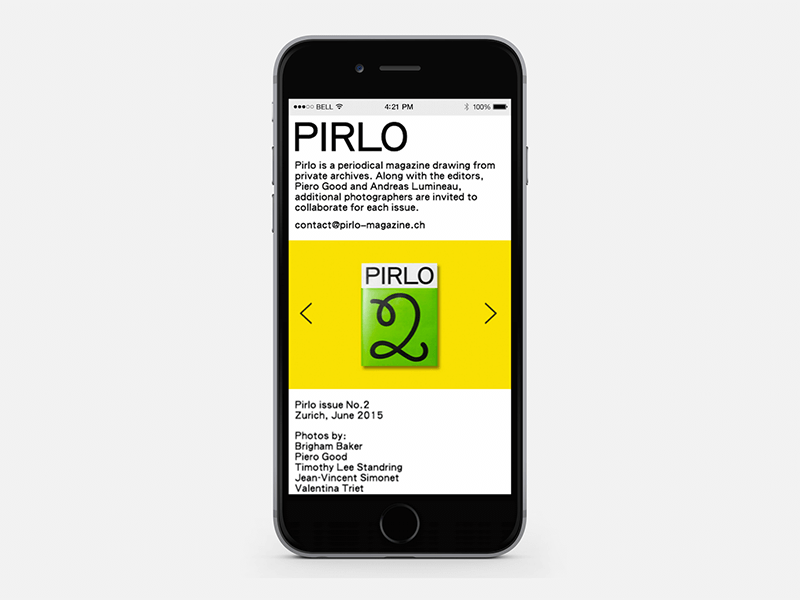 BELL 4:21 PM 100%
PIRLO
Pirlo is a periodical magazine drawing from
private archives. Along with the editors,
Piero Good and Andreas Lumineau,
additional photographers are invited to
collaborate for each issue.
contact@pirlo-magazine.ch
PIRLO
2
Pirlo issue No.2
Zurich, June 2015
Photos by:
Brigham Baker
Piero Good
Timothy Lee Standring
Jean-Vincent Simonet
Valentina Triet